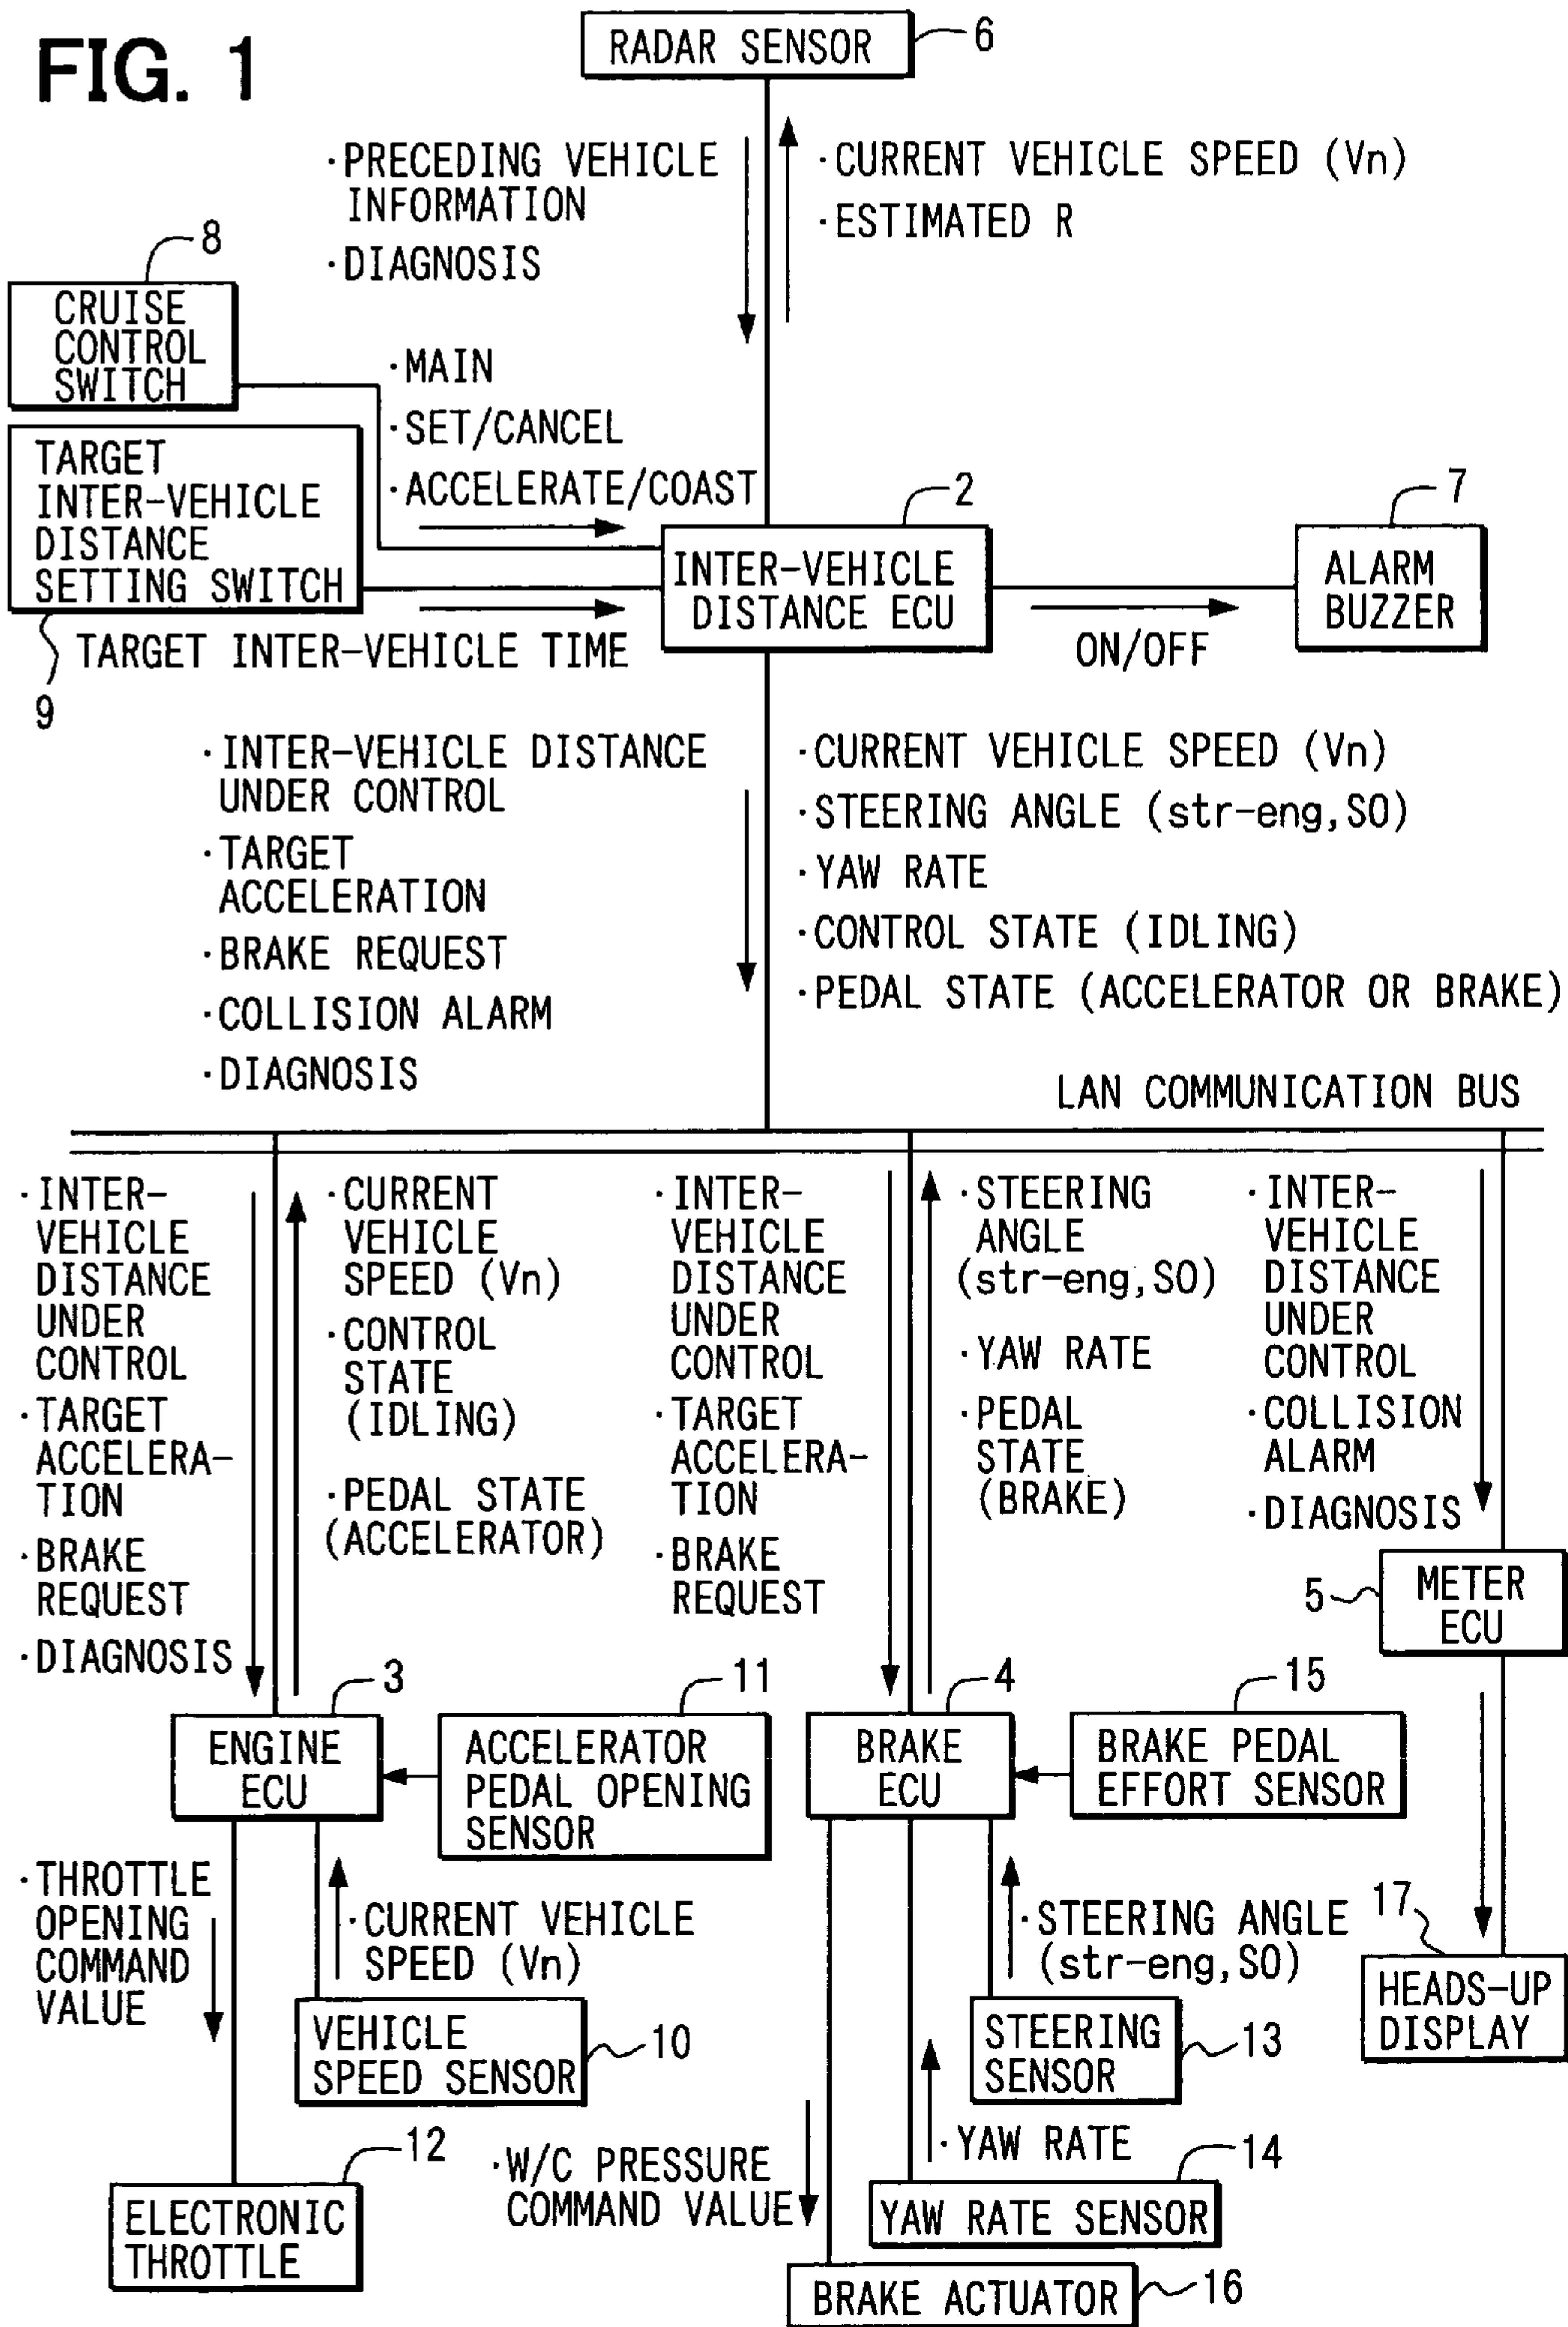 FIG. 1
RADAR SENSOR
6
·PRECEDING VEHICLE
INFORMATION
·DIAGNOSIS
·CURRENT VEHICLE SPEED (Vn)
·ESTIMATED R
8
CRUISE
CONTROL
SWITCH
·MAIN
·SET/CANCEL
·ACCELERATE/COAST
TARGET
INTER-VEHICLE
DISTANCE
SETTING SWITCH
9
TARGET INTER-VEHICLE TIME
2
INTER-VEHICLE
DISTANCE ECU
7
ALARM
BUZZER
ON/OFF
·INTER-VEHICLE DISTANCE
UNDER CONTROL
·TARGET
ACCELERATION
·BRAKE REQUEST
·COLLISION ALARM
·DIAGNOSIS
·CURRENT VEHICLE SPEED (Vn)
·STEERING ANGLE (str-eng,SO)
·YAW RATE
·CONTROL STATE (IDLING)
·PEDAL STATE (ACCELERATOR OR BRAKE)
LAN COMMUNICATION BUS
·INTER-
VEHICLE
DISTANCE
UNDER
CONTROL
·TARGET
ACCELERA-
TION
·BRAKE
REQUEST
·DIAGNOSIS
·CURRENT
VEHICLE
SPEED (Vn)
·CONTROL
STATE
(IDLING)
·PEDAL STATE
(ACCELERATOR)
·INTER-
VEHICLE
DISTANCE
UNDER
CONTROL
·TARGET
ACCELERA-
TION
·BRAKE
REQUEST
·STEERING
ANGLE
(str-eng,SO)
·YAW RATE
·PEDAL
STATE
(BRAKE)
·INTER-
VEHICLE
DISTANCE
UNDER
CONTROL
·COLLISION
ALARM
·DIAGNOSIS
5
METER
ECU
3
ENGINE
ECU
11
ACCELERATOR
PEDAL OPENING
SENSOR
4
BRAKE
ECU
15
BRAKE PEDAL
EFFORT SENSOR
·THROTTLE
OPENING
COMMAND
VALUE
·CURRENT VEHICLE
SPEED (Vn)
VEHICLE
SPEED SENSOR
10
·STEERING ANGLE
(str-eng,SO)
STEERING
SENSOR
13
17
HEADS-UP
DISPLAY
12
ELECTRONIC
THROTTLE
·W/C PRESSURE
COMMAND VALUE
·YAW RATE
14
YAW RATE SENSOR
BRAKE ACTUATOR
16